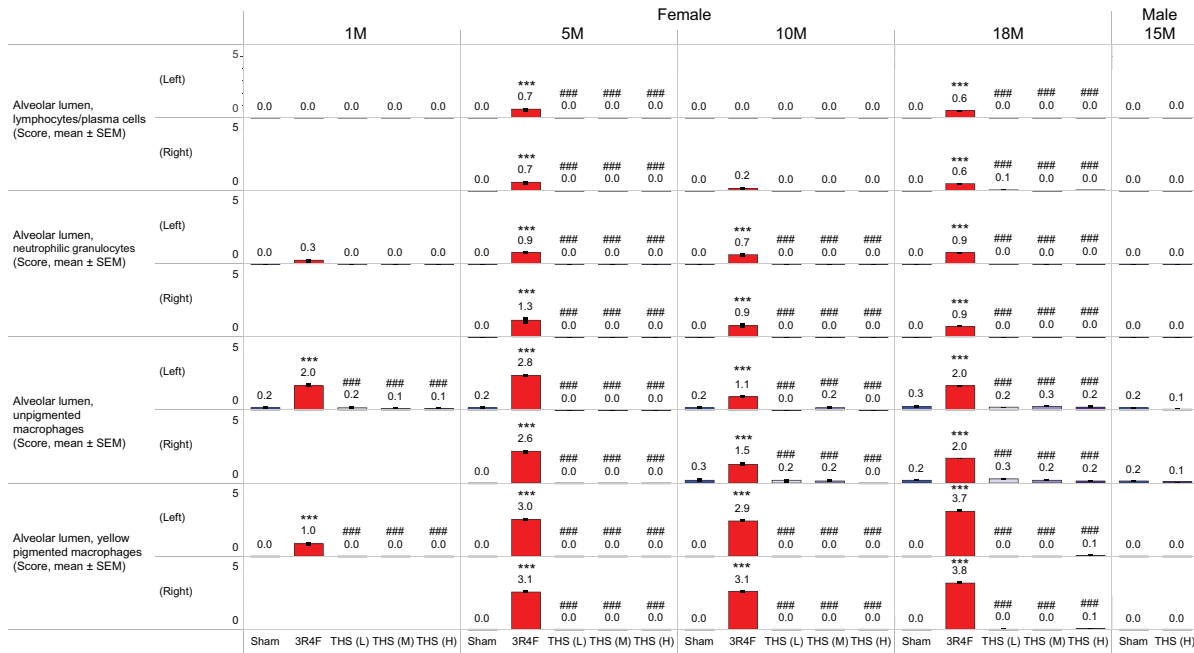 Female Male
1M 5M 10M 18M 15M
5
(Left) *** ### ### ### *** ### ### ###
0.7 0.0 0.0 0.0 0.6 0.0 0.0 0.0
0 0.0 0.0 0.0 0.0 0.0 0.0 0.0 0.0 0.0 0.0 0.0 0.0 0.0 0.0
Alveolar lumen,
lymphocytes/plasma cells
(Score, mean ± SEM)
5
(Right) *** ### ### ### *** ### ### ###
0.0 0.7 0.0 0.0 0.0 0.0 0.2 0.0 0.0 0.0 0.0 0.6 0.1 0.0 0.0 0.0 0.0
0
5
(Left) *** ### ### ### *** ### ### ### *** ### ### ###
0.0 0.3 0.0 0.0 0.0 0.0 0.9 0.0 0.0 0.0 0.0 0.7 0.0 0.0 0.0 0.0 0.9 0.0 0.0 0.0 0.0 0.0
0
Alveolar lumen,
neutrophilic granulocytes
(Score, mean ± SEM)
5
(Right) *** ### ### ### *** ### ### ### *** ### ### ###
0.0 1.3 0.0 0.0 0.0 0.0 0.9 0.0 0.0 0.0 0.0 0.9 0.0 0.0 0.0 0.0 0.0
0
5
(Left) *** ### ### ### *** ### ### ### *** ### ### ### *** ### ### ###
0.2 2.0 0.2 0.1 0.1 0.2 2.8 0.0 0.0 0.0 0.2 1.1 0.0 0.2 0.0 0.3 2.0 0.2 0.3 0.2 0.2 0.1
0
Alveolar lumen,
unpigmented
macrophages
(Score, mean ± SEM)
5
(Right) *** ### ### ### *** ### ### ### *** ### ### ###
0.0 2.6 0.0 0.0 0.0 0.3 1.5 0.2 0.2 0.0 0.2 2.0 0.3 0.2 0.2 0.2 0.1
0
5
(Left) *** ### ### ### *** ### ### ### *** ### ### ### *** ### ### ###
0.0 1.0 0.0 0.0 0.0 0.0 3.0 0.0 0.0 0.0 0.0 2.9 0.0 0.0 0.0 0.0 3.7 0.0 0.0 0.1 0.0 0.0
0
Alveolar lumen, yellow
pigmented macrophages
(Score, mean ± SEM)
5
(Right) *** ### ### ### *** ### ### ### *** ### ### ###
0.0 3.1 0.0 0.0 0.0 0.0 3.1 0.0 0.0 0.0 0.0 3.8 0.0 0.0 0.1 0.0 0.0
0
Sham 3R4F THS (L) THS (M) THS (H) Sham 3R4F THS (L) THS (M) THS (H) Sham 3R4F THS (L) THS (M) THS (H) Sham 3R4F THS (L) THS (M) THS (H) Sham THS (H)